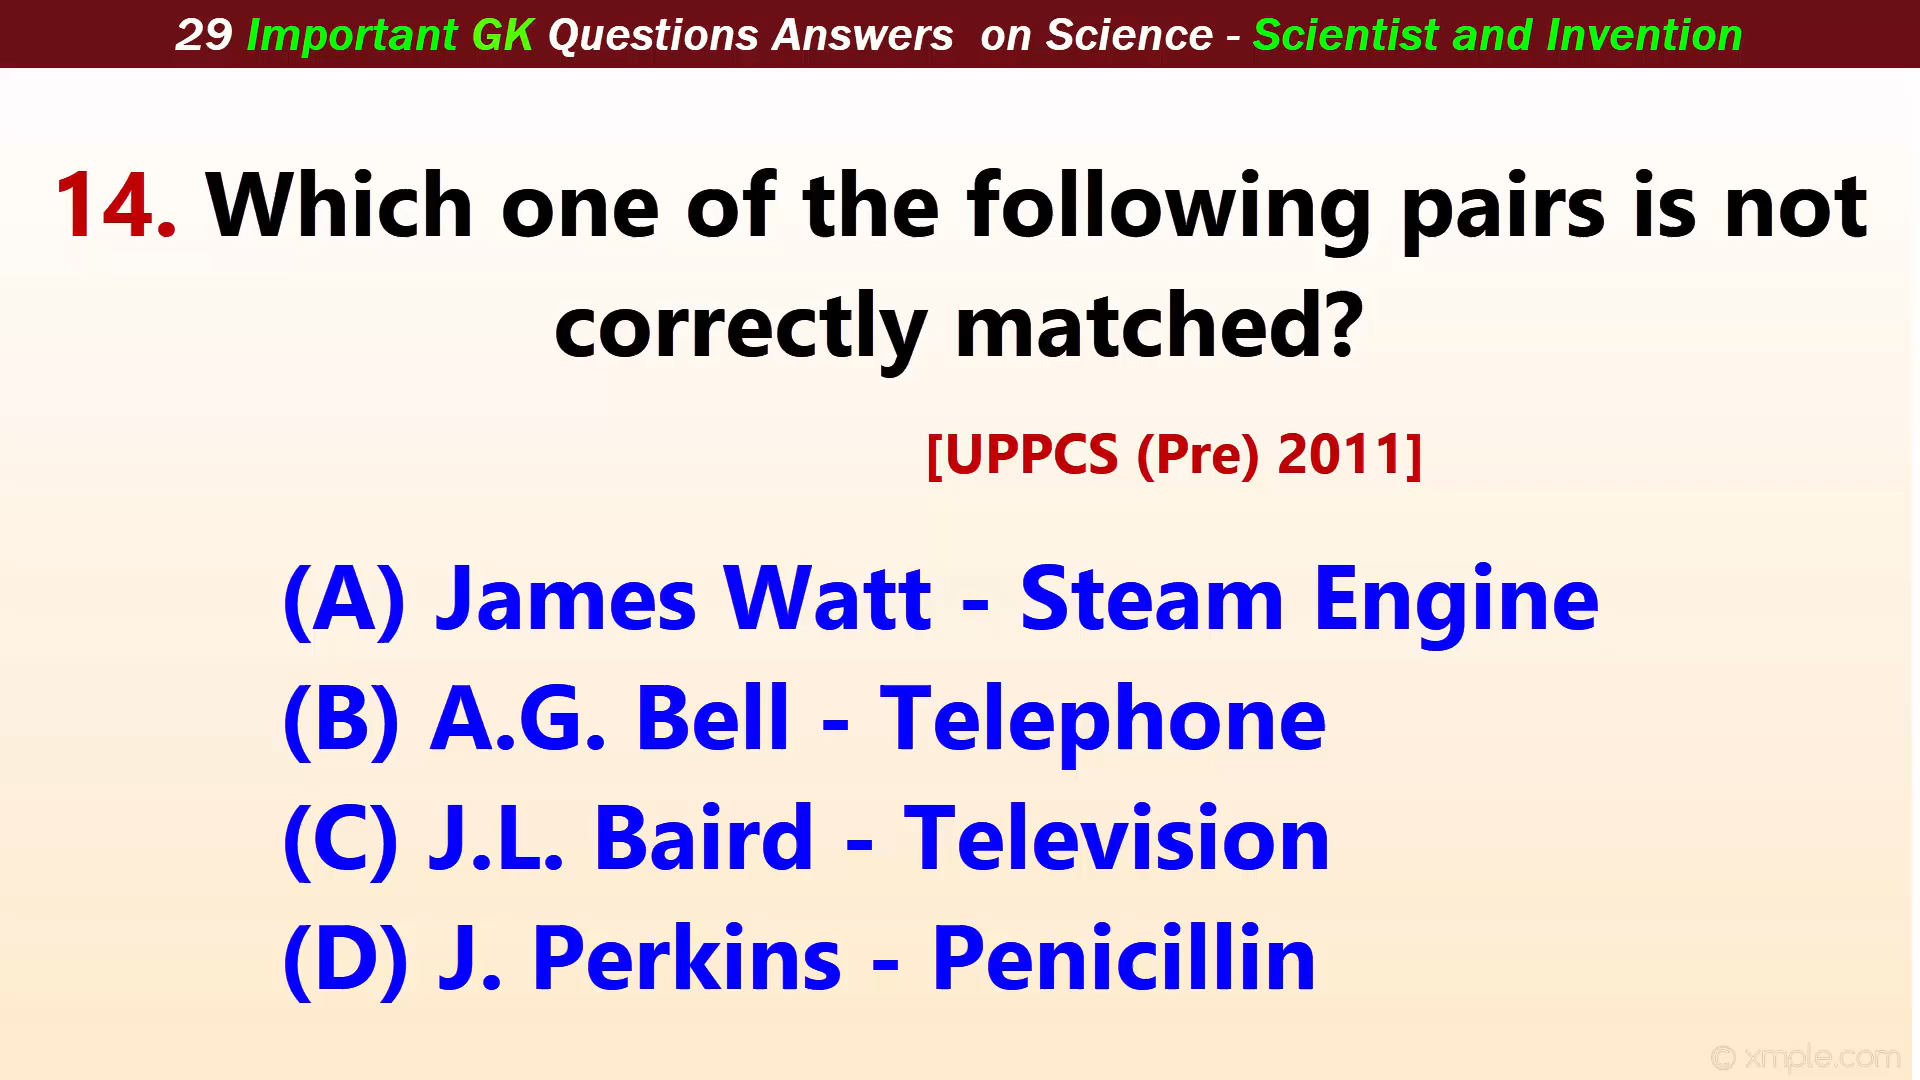 29 Important GK Questions Answers on Science - Scientist and Invention
14. Which one of the following pairs is not
correctly matched?
[UPPCS (Pre) 2011]
(A) James Watt - Steam Engine
(B) A.G. Bell - Telephone
(C) J.L. Baird - Television
(D) J. Perkins - Penicillin
© xmple.com